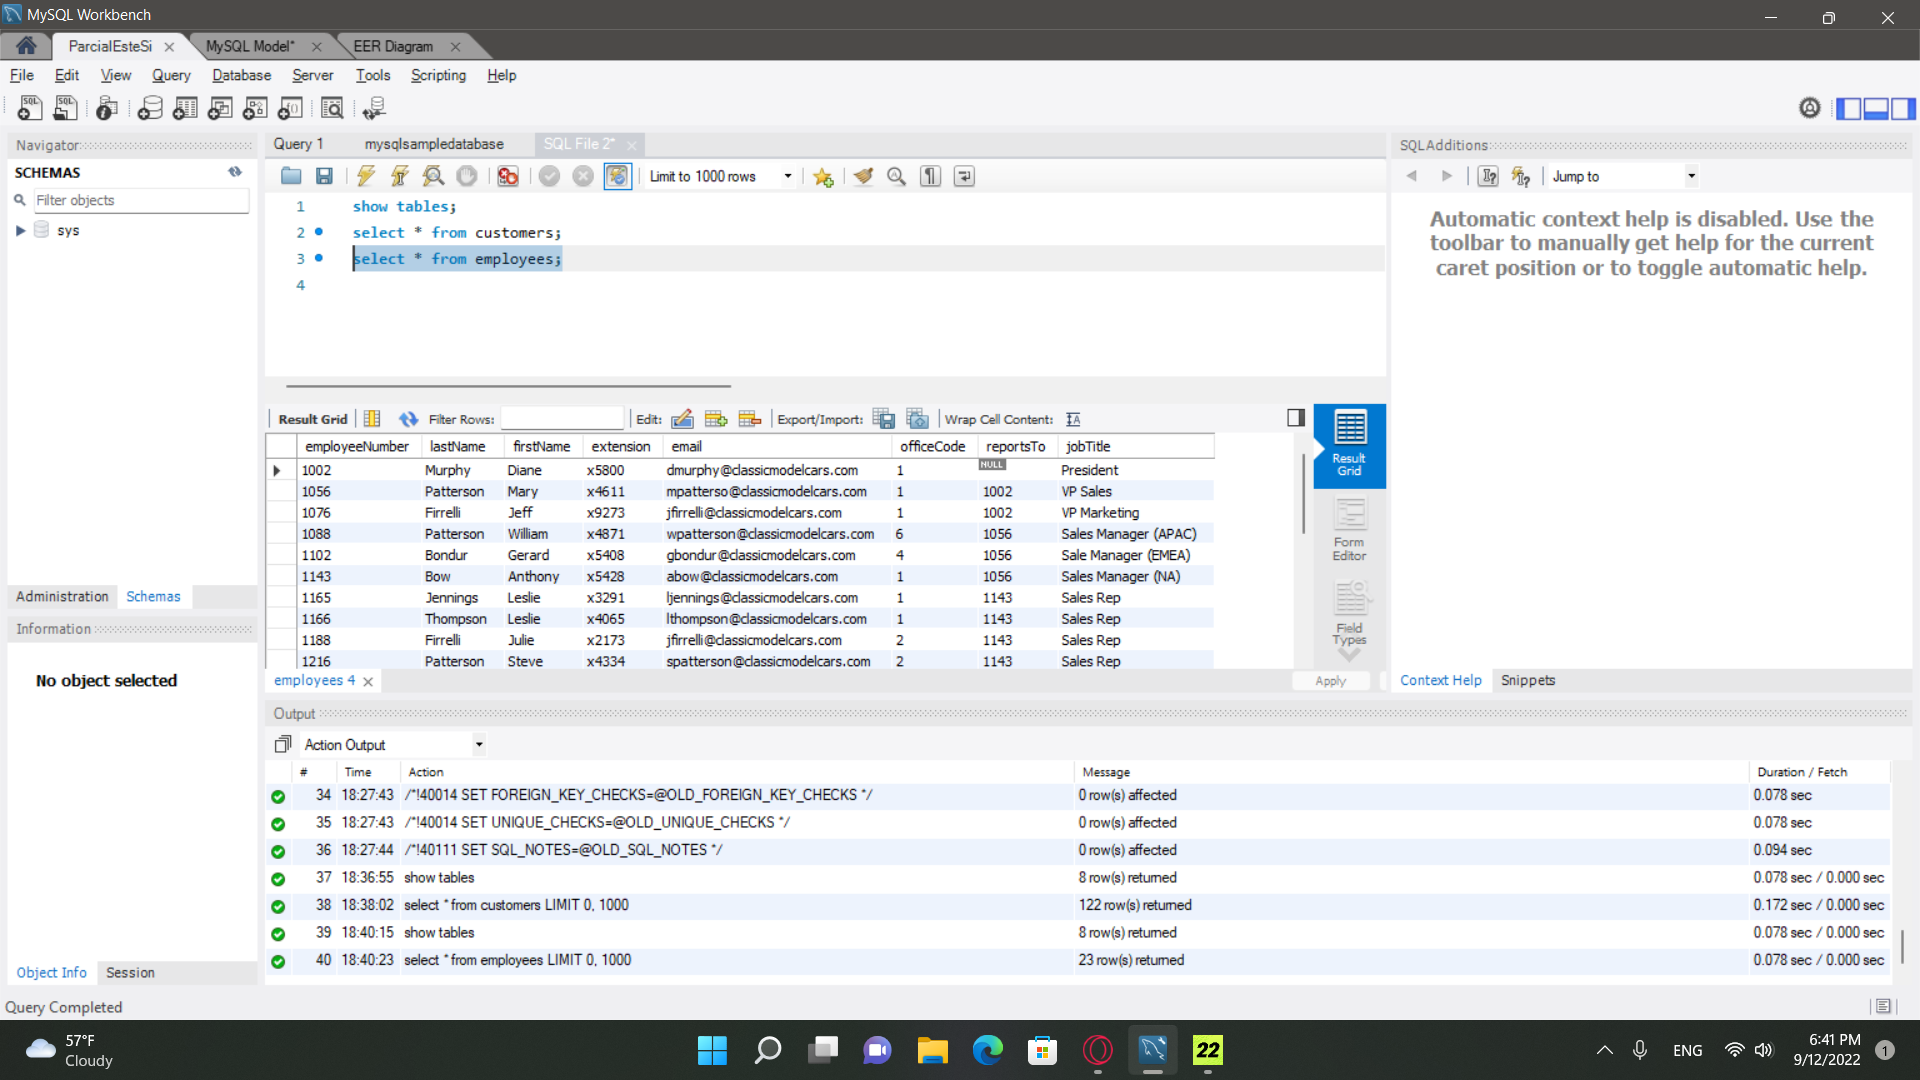 MySQL Workbench
ParcialEsteSi
MySQL Model*
EER Diagram
File Edit View Query Database Server Tools Scripting Help
Navigator
SCHEMAS
Filter objects
sys
Administration Schemas
Information
No object selected
Object Info Session
Query 1 mysqlsampledatabase SQL File 2*
Limit to 1000 rows
1 show tables;
2 select * from customers;
3 select * from employees;
4
Result Grid Filter Rows: Edit: Export/Import: Wrap Cell Content:
employeeNumber lastName firstName extension email officeCode reportsTo jobTitle
1002 Murphy Diane x5800 dmurphy@classicmodelcars.com 1 NULL President
1056 Patterson Mary x4611 mpatterso@classicmodelcars.com 1 1002 VP Sales
1076 Firrelli Jeff x9273 jfirrelli@classicmodelcars.com 1 1002 VP Marketing
1088 Patterson William x4871 wpatterson@classicmodelcars.com 6 1056 Sales Manager (APAC)
1102 Bondur Gerard x5408 gbondur@classicmodelcars.com 4 1056 Sale Manager (EMEA)
1143 Bow Anthony x5428 abow@classicmodelcars.com 1 1056 Sales Manager (NA)
1165 Jennings Leslie x3291 ljennings@classicmodelcars.com 1 1143 Sales Rep
1166 Thompson Leslie x4065 lthompson@classicmodelcars.com 1 1143 Sales Rep
1188 Firrelli Julie x2173 jfirrelli@classicmodelcars.com 2 1143 Sales Rep
1216 Patterson Steve x4334 spatterson@classicmodelcars.com 2 1143 Sales Rep
Result
Grid
Form
Editor
Field
Types
employees 4
Apply
SQLAdditions
Jump to
Automatic context help is disabled. Use the
toolbar to manually get help for the current
caret position or to toggle automatic help.
Context Help Snippets
Output
Action Output
# Time Action Message Duration / Fetch
34 18:27:43 /*!40014 SET FOREIGN_KEY_CHECKS=@OLD_FOREIGN_KEY_CHECKS */ 0 row(s) affected 0.078 sec
35 18:27:43 /*!40014 SET UNIQUE_CHECKS=@OLD_UNIQUE_CHECKS */ 0 row(s) affected 0.078 sec
36 18:27:44 /*!40111 SET SQL_NOTES=@OLD_SQL_NOTES */ 0 row(s) affected 0.094 sec
37 18:36:55 show tables 8 row(s) returned 0.078 sec / 0.000 sec
38 18:38:02 select * from customers LIMIT 0, 1000 122 row(s) returned 0.172 sec / 0.000 sec
39 18:40:15 show tables 8 row(s) returned 0.078 sec / 0.000 sec
40 18:40:23 select * from employees LIMIT 0, 1000 23 row(s) returned 0.078 sec / 0.000 sec
Query Completed
57°F
Cloudy
22
ENG
6:41 PM
9/12/2022
1